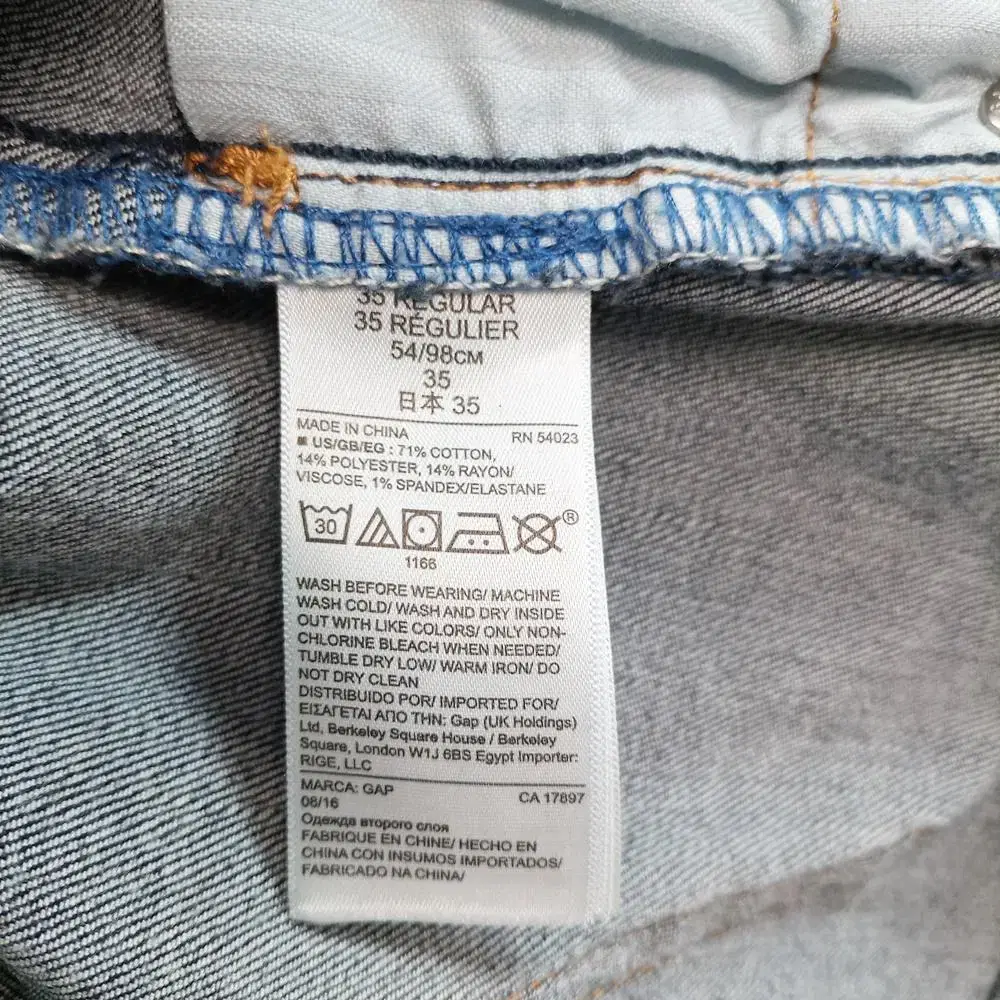 35 REGULAR
35 RÉGULIER
54/98CM
35
日本 35
MADE IN CHINA RN 54023
US/GB/EG : 71% COTTON,
14% POLYESTER, 14% RAYON/
VISCOSE, 1% SPANDEX/ELASTANE
30 ®
1166
WASH BEFORE WEARING/ MACHINE
WASH COLD/ WASH AND DRY INSIDE
OUT WITH LIKE COLORS/ ONLY NON-
CHLORINE BLEACH WHEN NEEDED/
TUMBLE DRY LOW/ WARM IRON/ DO
NOT DRY CLEAN
DISTRIBUIDO POR/ IMPORTED FOR/
ΕΙΣΑΓΕΤΑΙ ΑΠΟ ΤΗΝ: Gap (UK Holdings)
Ltd, Berkeley Square House / Berkeley
Square, London W1J 6BS Egypt Importer:
RIGE, LLC
MARCA: GAP CA 17897
08/16
Одежда второго слоя
FABRIQUE EN CHINE/ HECHO EN
CHINA CON INSUMOS IMPORTADOS/
FABRICADO NA CHINA/